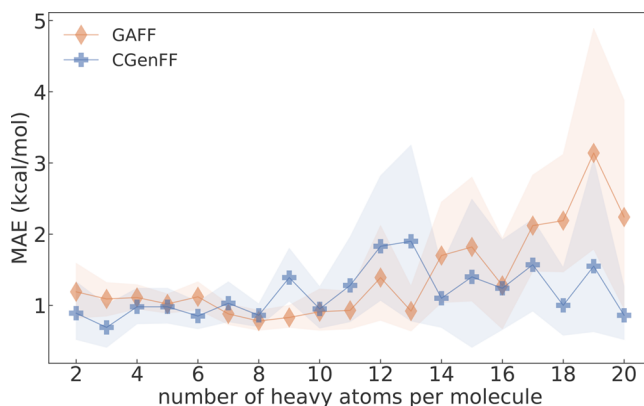 GAFF
CGenFF
MAE (kcal/mol)
5
4
3
2
1
2 4 6 8 10 12 14 16 18 20
number of heavy atoms per molecule